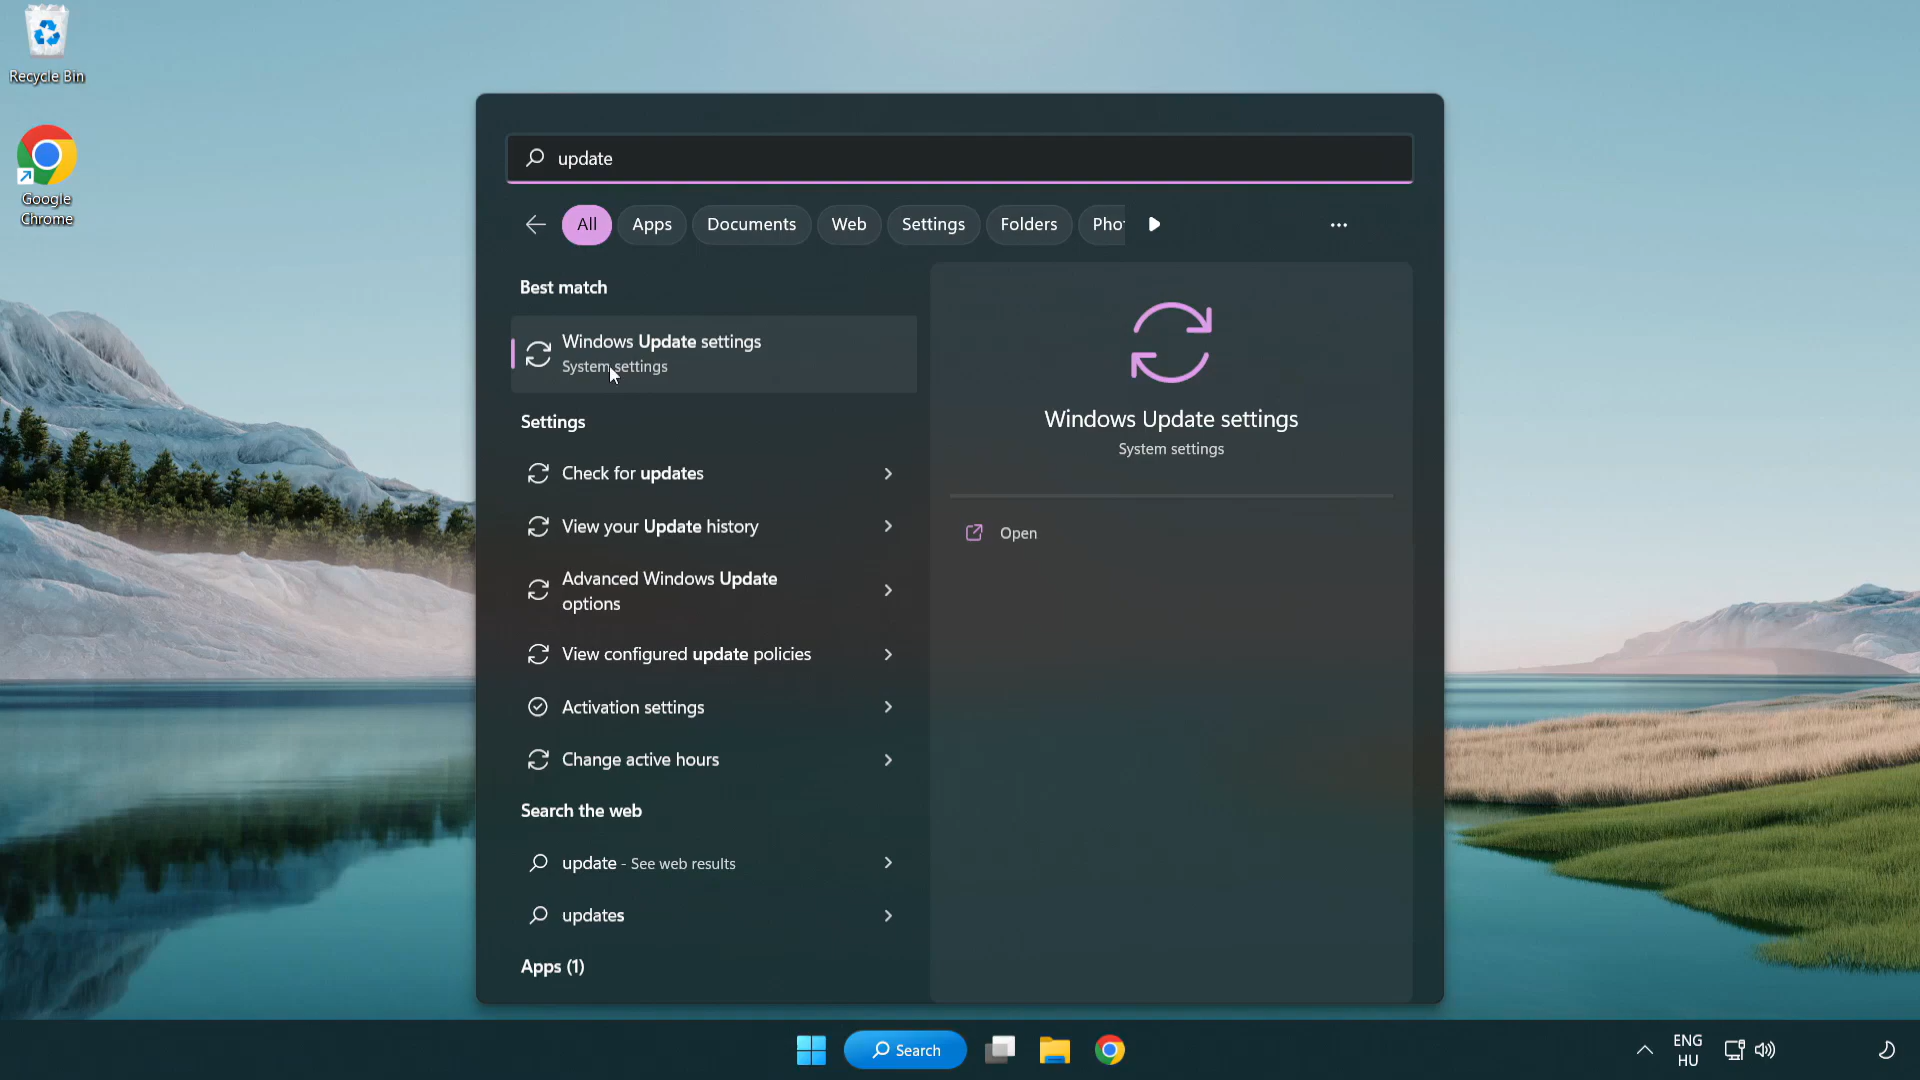 Recycle Bin
Google
Chrome
update
All
Apps
Documents
Web
Settings
Folders
Pho
Best match
Windows Update settings
System settings
Settings
Check for updates
View your Update history
Advanced Windows Update
options
View configured update policies
Activation settings
Change active hours
Search the web
update - See web results
updates
Apps (1)
Windows Update settings
System settings
Open
Search
ENG
HU